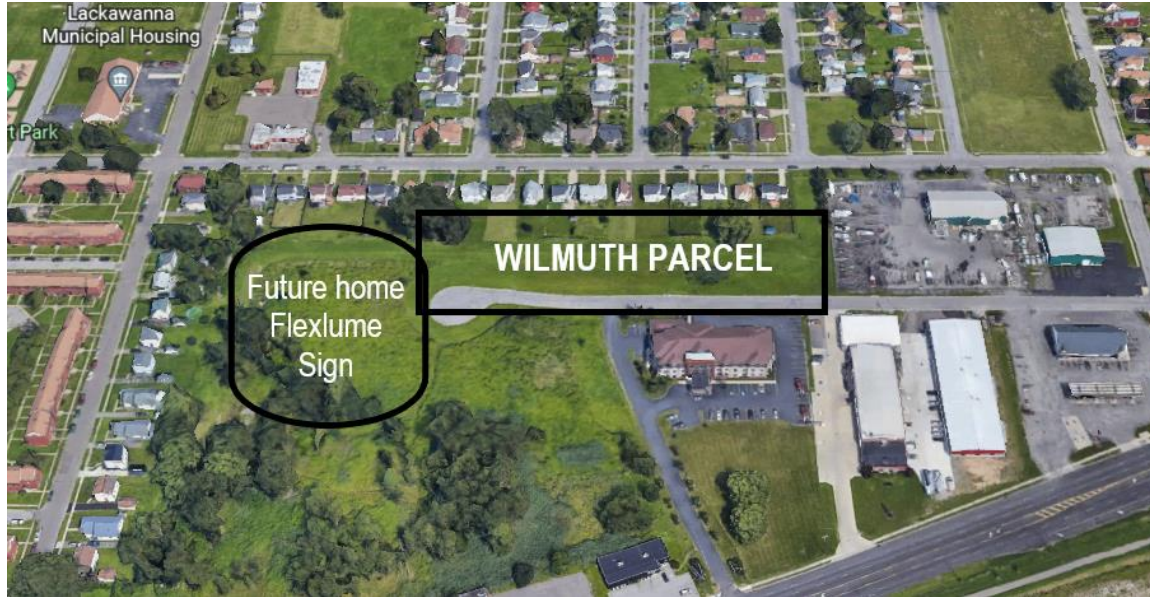 Lackawanna
Municipal Housing
t Park
WILMUTH PARCEL
Future home
Flexlume
Sign